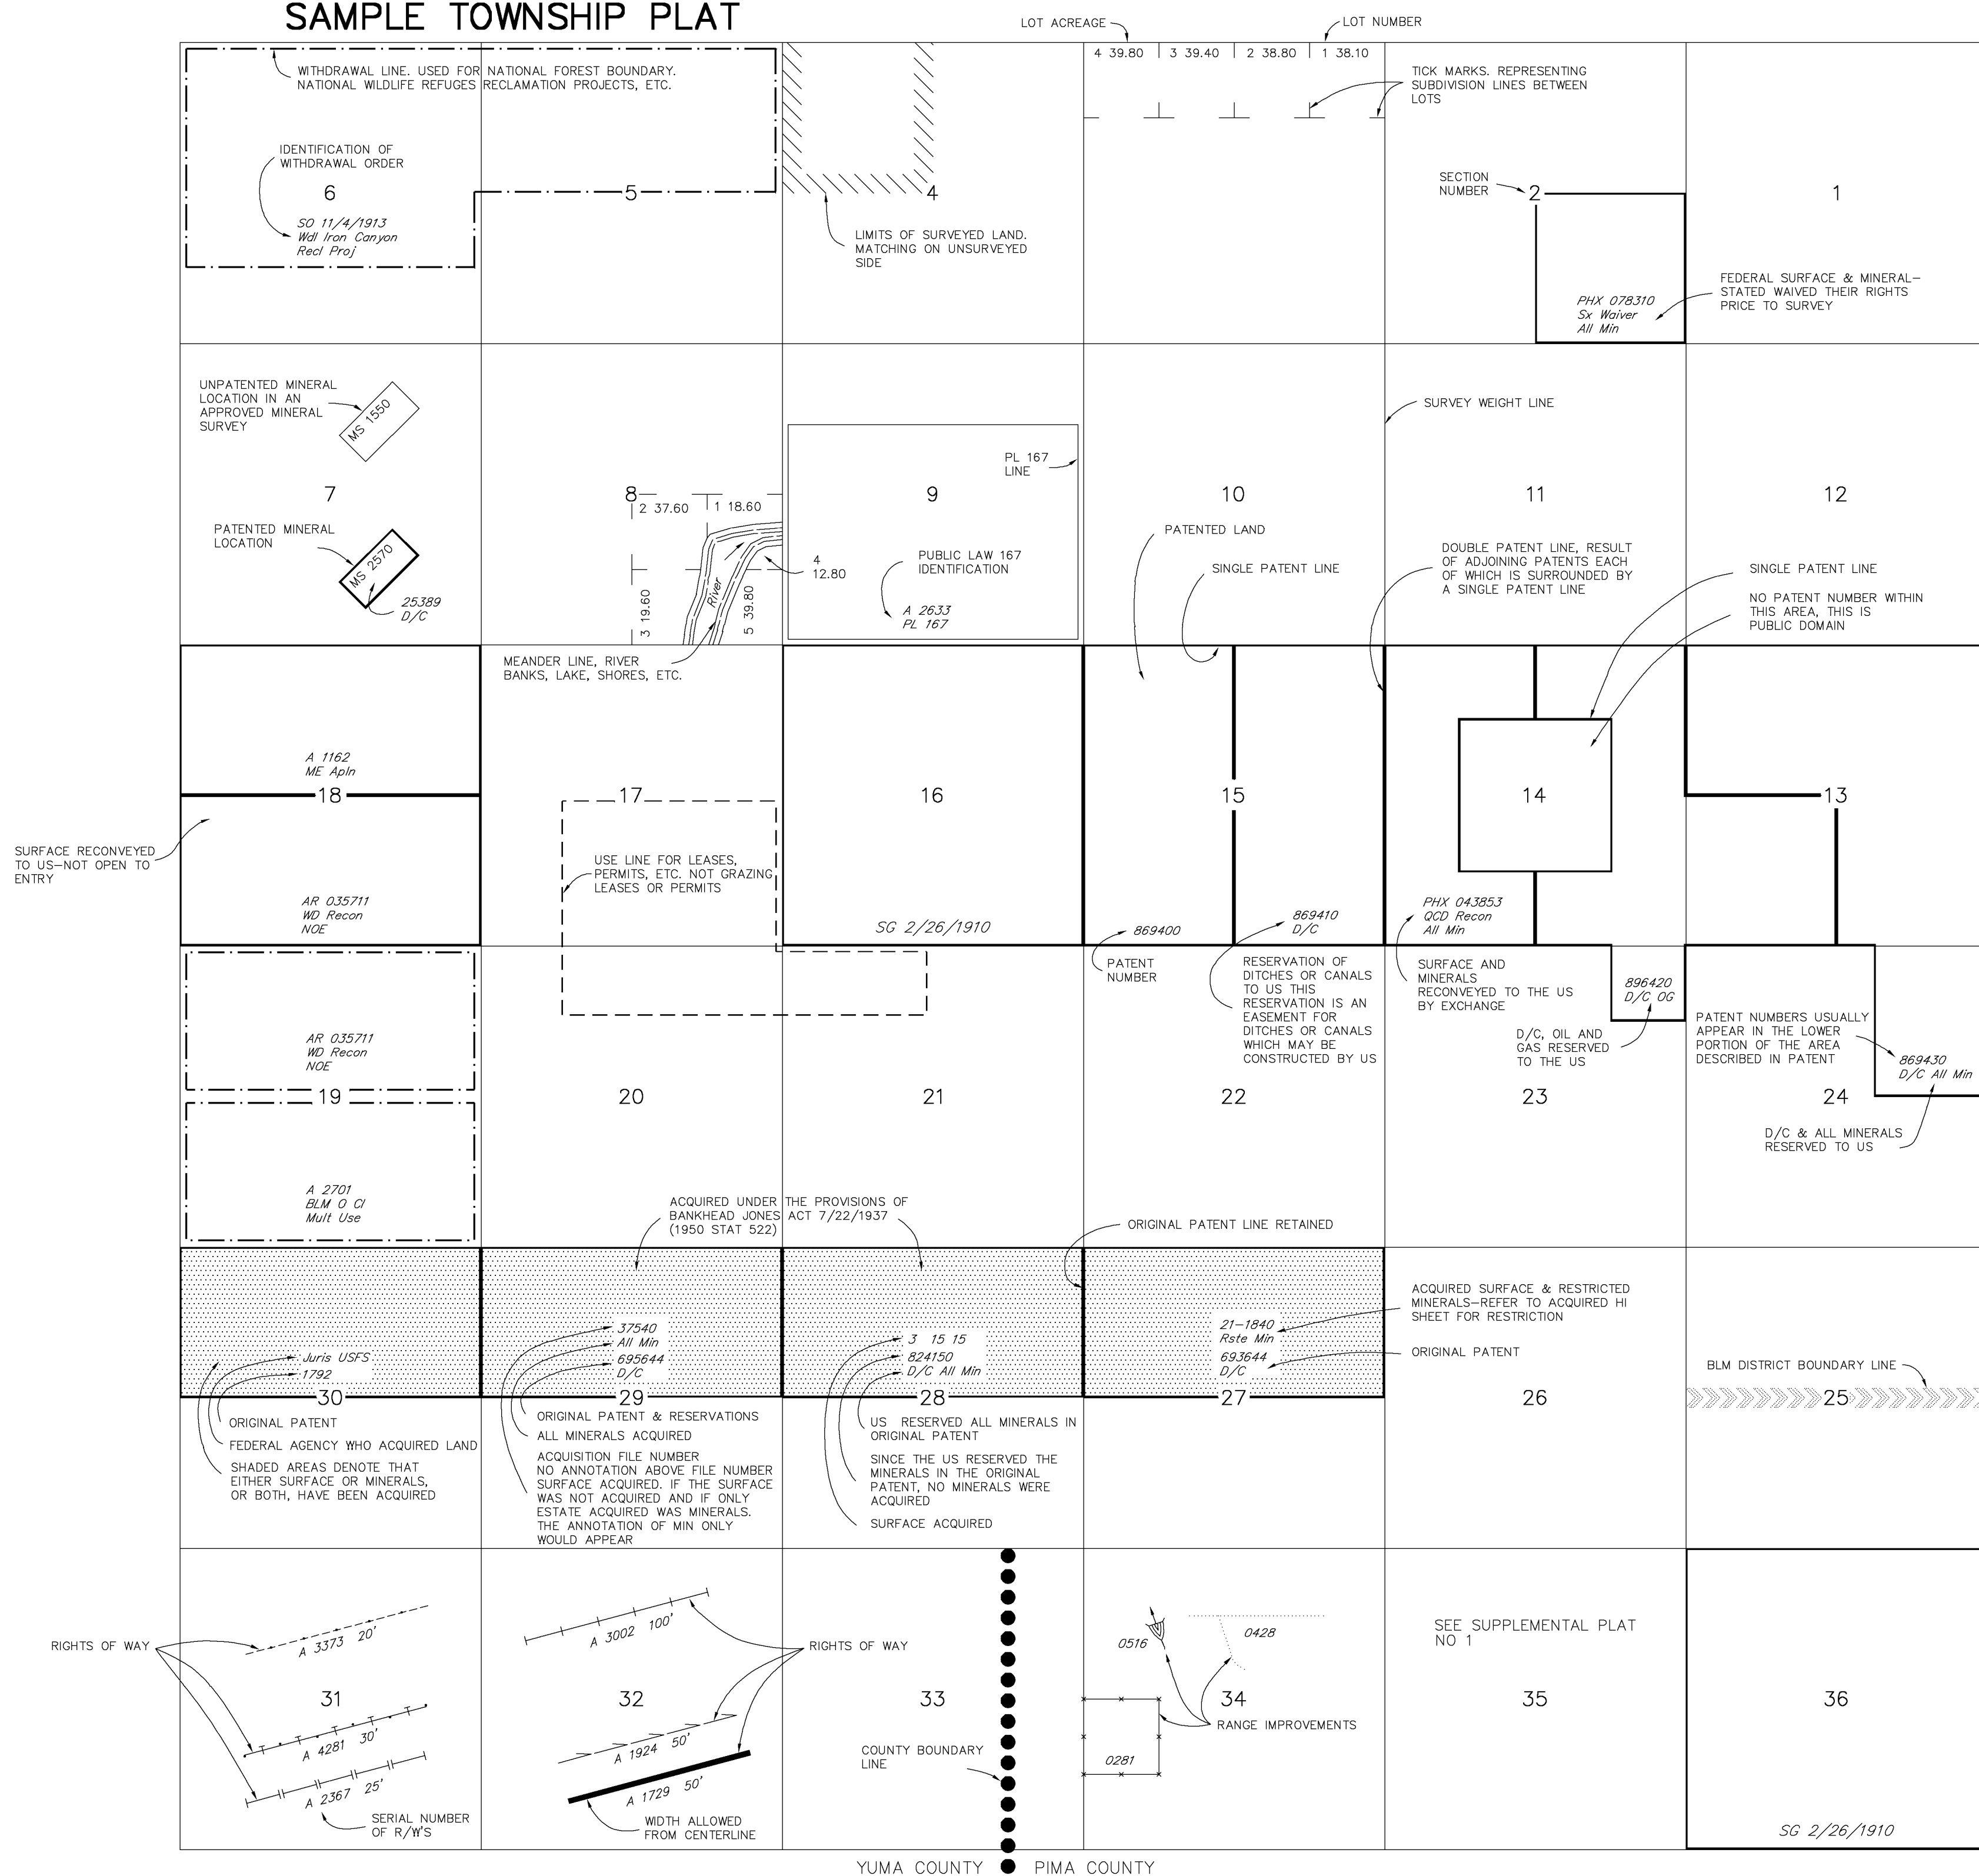 SAMPLE TOWNSHIP PLAT
LOT ACREAGE
LOT NUMBER
4 39.80
3 39.40
2 38.80
1 38.10
WITHDRAWAL LINE. USED FOR NATIONAL FOREST BOUNDARY.
NATIONAL WILDLIFE REFUGES RECLAMATION PROJECTS, ETC.
TICK MARKS. REPRESENTING
SUBDIVISION LINES BETWEEN
LOTS
IDENTIFICATION OF
WITHDRAWAL ORDER
6
SO 11/4/1913
Wdl Iron Canyon
Recl Proj
5
4
LIMITS OF SURVEYED LAND.
MATCHING ON UNSURVEYED
SIDE
SECTION
NUMBER
2
1
PHX 078310
Sx Waiver
All Min
FEDERAL SURFACE & MINERAL-
STATED WAIVED THEIR RIGHTS
PRICE TO SURVEY
UNPATENTED MINERAL
LOCATION IN AN
APPROVED MINERAL
SURVEY
MS 1550
7
PATENTED MINERAL
LOCATION
MS 2570
25389
D/C
8
2 37.60
1 18.60
3 19.60
River
5 39.80
4
12.80
PL 167
LINE
9
PUBLIC LAW 167
IDENTIFICATION
A 2633
PL 167
SURVEY WEIGHT LINE
10
11
12
PATENTED LAND
SINGLE PATENT LINE
DOUBLE PATENT LINE, RESULT
OF ADJOINING PATENTS EACH
OF WHICH IS SURROUNDED BY
A SINGLE PATENT LINE
SINGLE PATENT LINE
NO PATENT NUMBER WITHIN
THIS AREA, THIS IS
PUBLIC DOMAIN
MEANDER LINE, RIVER
BANKS, LAKE, SHORES, ETC.
A 1162
ME Apln
18
SURFACE RECONVEYED
TO US-NOT OPEN TO
ENTRY
AR 035711
WD Recon
NOE
17
USE LINE FOR LEASES,
PERMITS, ETC. NOT GRAZING
LEASES OR PERMITS
16
SG 2/26/1910
15
869400
869410
D/C
14
PHX 043853
QCD Recon
All Min
13
PATENT
NUMBER
RESERVATION OF
DITCHES OR CANALS
TO US THIS
RESERVATION IS AN
EASEMENT FOR
DITCHES OR CANALS
WHICH MAY BE
CONSTRUCTED BY US
SURFACE AND
MINERALS
RECONVEYED TO THE US
BY EXCHANGE
896420
D/C OG
D/C, OIL AND
GAS RESERVED
TO THE US
PATENT NUMBERS USUALLY
APPEAR IN THE LOWER
PORTION OF THE AREA
DESCRIBED IN PATENT
869430
D/C All Min
AR 035711
WD Recon
NOE
19
20
21
22
23
24
D/C & ALL MINERALS
RESERVED TO US
A 2701
BLM O Cl
Mult Use
ACQUIRED UNDER THE PROVISIONS OF
BANKHEAD JONES ACT 7/22/1937
(1950 STAT 522)
ORIGINAL PATENT LINE RETAINED
Juris USFS
1792
30
37540
All Min
695644
D/C
29
3 15 15
824150
D/C All Min
28
21-1840
Rste Min
693644
D/C
27
ACQUIRED SURFACE & RESTRICTED
MINERALS-REFER TO ACQUIRED HI
SHEET FOR RESTRICTION
ORIGINAL PATENT
26
BLM DISTRICT BOUNDARY LINE
25
ORIGINAL PATENT
FEDERAL AGENCY WHO ACQUIRED LAND
SHADED AREAS DENOTE THAT
EITHER SURFACE OR MINERALS,
OR BOTH, HAVE BEEN ACQUIRED
ORIGINAL PATENT & RESERVATIONS
ALL MINERALS ACQUIRED
ACQUISITION FILE NUMBER
NO ANNOTATION ABOVE FILE NUMBER
SURFACE ACQUIRED. IF THE SURFACE
WAS NOT ACQUIRED AND IF ONLY
ESTATE ACQUIRED WAS MINERALS.
THE ANNOTATION OF MIN ONLY
WOULD APPEAR
US RESERVED ALL MINERALS IN
ORIGINAL PATENT
SINCE THE US RESERVED THE
MINERALS IN THE ORIGINAL
PATENT, NO MINERALS WERE
ACQUIRED
SURFACE ACQUIRED
RIGHTS OF WAY
A 3373 20'
31
A 4281 30'
A 2367 25'
SERIAL NUMBER
OF R/W'S
A 3002 100'
RIGHTS OF WAY
32
A 1924 50'
A 1729 50'
WIDTH ALLOWED
FROM CENTERLINE
33
COUNTY BOUNDARY
LINE
0516
0428
34
RANGE IMPROVEMENTS
0281
SEE SUPPLEMENTAL PLAT
NO 1
35
36
SG 2/26/1910
YUMA COUNTY
PIMA COUNTY